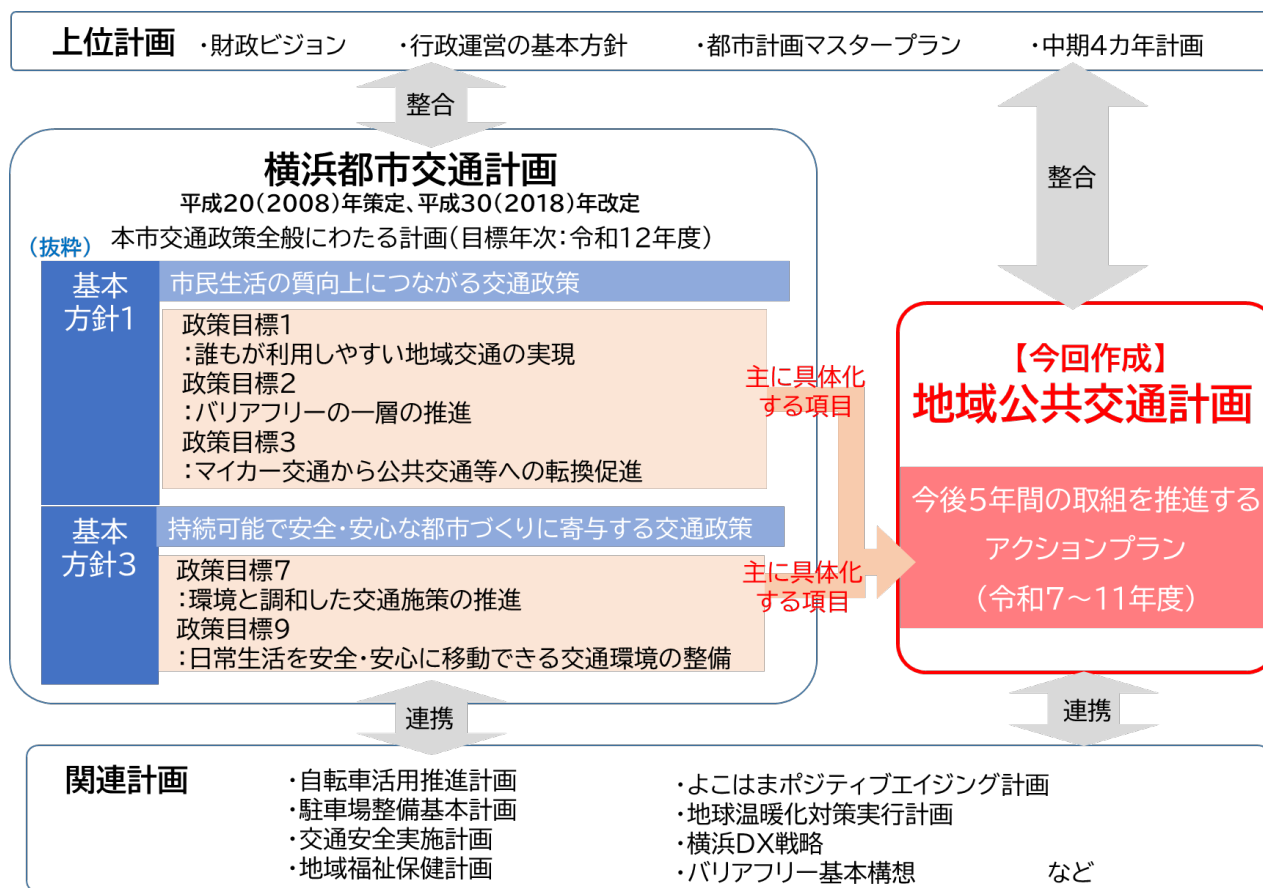 上位計画 ・財政ビジョン ・行政運営の基本方針 ・都市計画マスタープラン ・中期4カ年計画
整合
整合
横浜都市交通計画
平成20(2008)年策定、平成30(2018)年改定
(抜粋) 本市交通政策全般にわたる計画(目標年次:令和12年度)
基本
方針1
市民生活の質向上につながる交通政策
政策目標1
:誰もが利用しやすい地域交通の実現
政策目標2
:バリアフリーの一層の推進
政策目標3
:マイカー交通から公共交通等への転換促進
主に具体化
する項目
基本
方針3
持続可能で安全・安心な都市づくりに寄与する交通政策
政策目標7
:環境と調和した交通施策の推進
政策目標9
:日常生活を安全・安心に移動できる交通環境の整備
主に具体化
する項目
【今回作成】
地域公共交通計画
今後5年間の取組を推進する
アクションプラン
(令和7~11年度)
連携
連携
関連計画
・自転車活用推進計画
・駐車場整備基本計画
・交通安全実施計画
・地域福祉保健計画
・よこはまポジティブエイジング計画
・地球温暖化対策実行計画
・横浜DX戦略
・バリアフリー基本構想 など